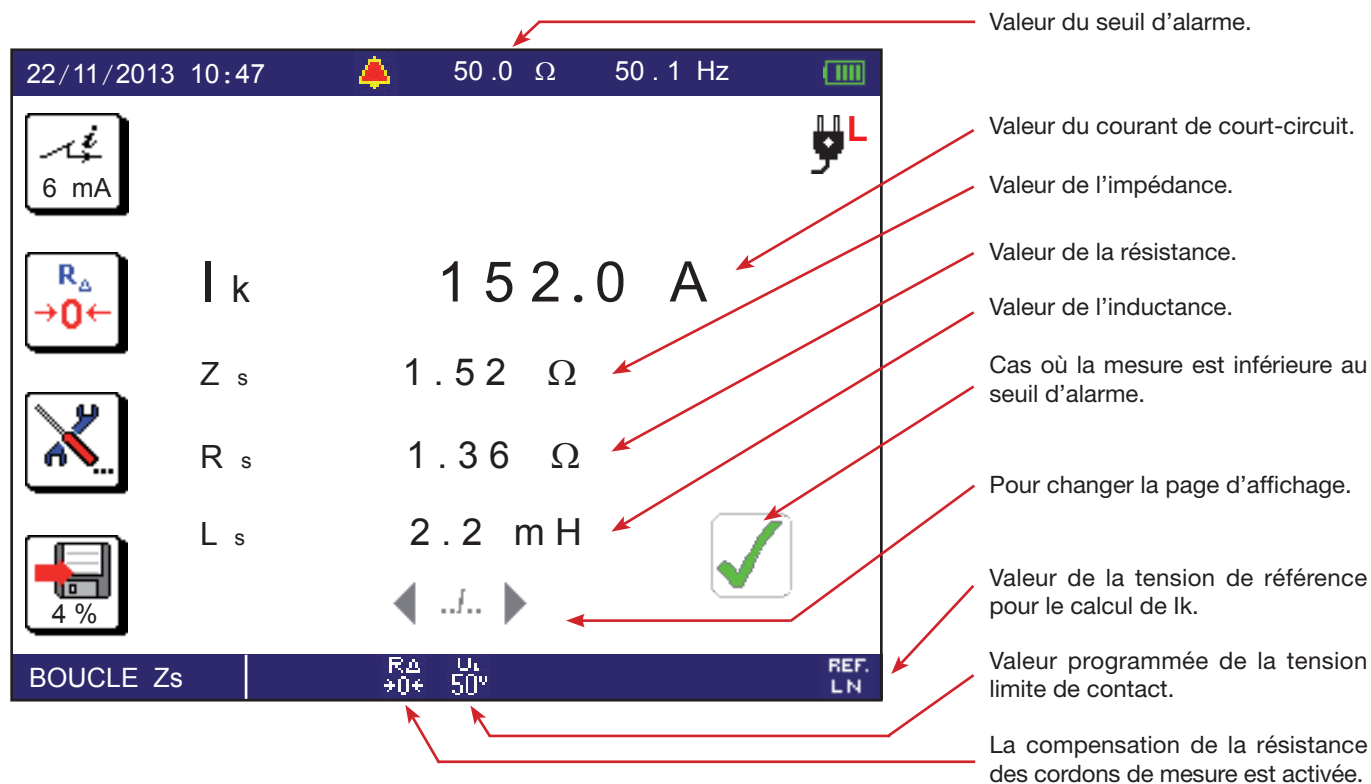 Valeur du seuil d'alarme.
22/11/2013 10:47 50.0 Ω 50.1 Hz
i
6 mA
L
Valeur du courant de court-circuit.
Valeur de l'impédance.
Valeur de la résistance.
Valeur de l'inductance.
Cas où la mesure est inférieure au
seuil d'alarme.
Pour changer la page d'affichage.
Valeur de la tension de référence
pour le calcul de Ik.
Valeur programmée de la tension
limite de contact.
La compensation de la résistance
des cordons de mesure est activée.
RΔ
→0←
Ik 152.0 A
Zs 1.52 Ω
Rs 1.36 Ω
...
Ls 2.2 mH
4 %
◀ ../.. ▶
BOUCLE Zs
RΔ
→0←
UL
50V
REF.
LN